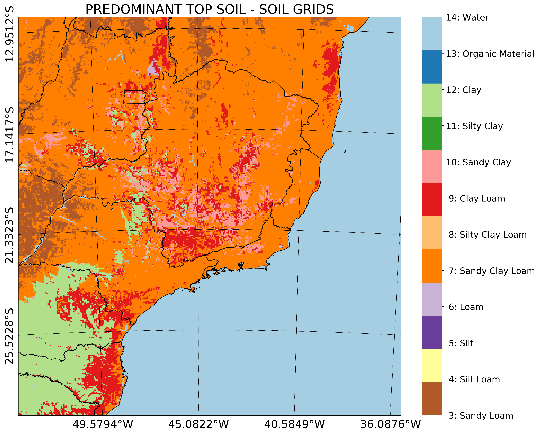 PREDOMINANT TOP SOIL - SOIL GRIDS
12.9512°S
17.1417°S
21.3323°S
25.5228°S
49.5794°W
45.0822°W
40.5849°W
36.0876°W
14: Water
13: Organic Material
12: Clay
11: Silty Clay
10: Sandy Clay
9: Clay Loam
8: Silty Clay Loam
7: Sandy Clay Loam
6: Loam
5: Silt
4: Silt Loam
3: Sandy Loam